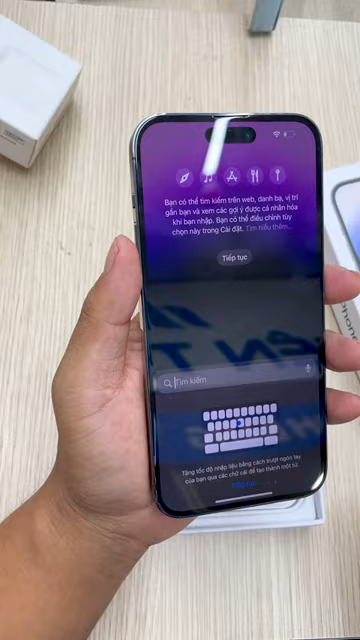 Bạn có thể tìm kiếm trên web, danh bạ, vị trí
gần bạn và xem các gợi ý được cá nhân hóa
khi bạn nhập. Bạn có thể điều chỉnh tùy
chọn này trong Cài đặt. Tìm hiểu thêm...
Tiếp tục
Tìm kiếm
Tăng tốc độ nhập liệu bằng cách trượt ngón tay
của bạn qua các chữ cái để tạo thành một từ.
Tiếp tục